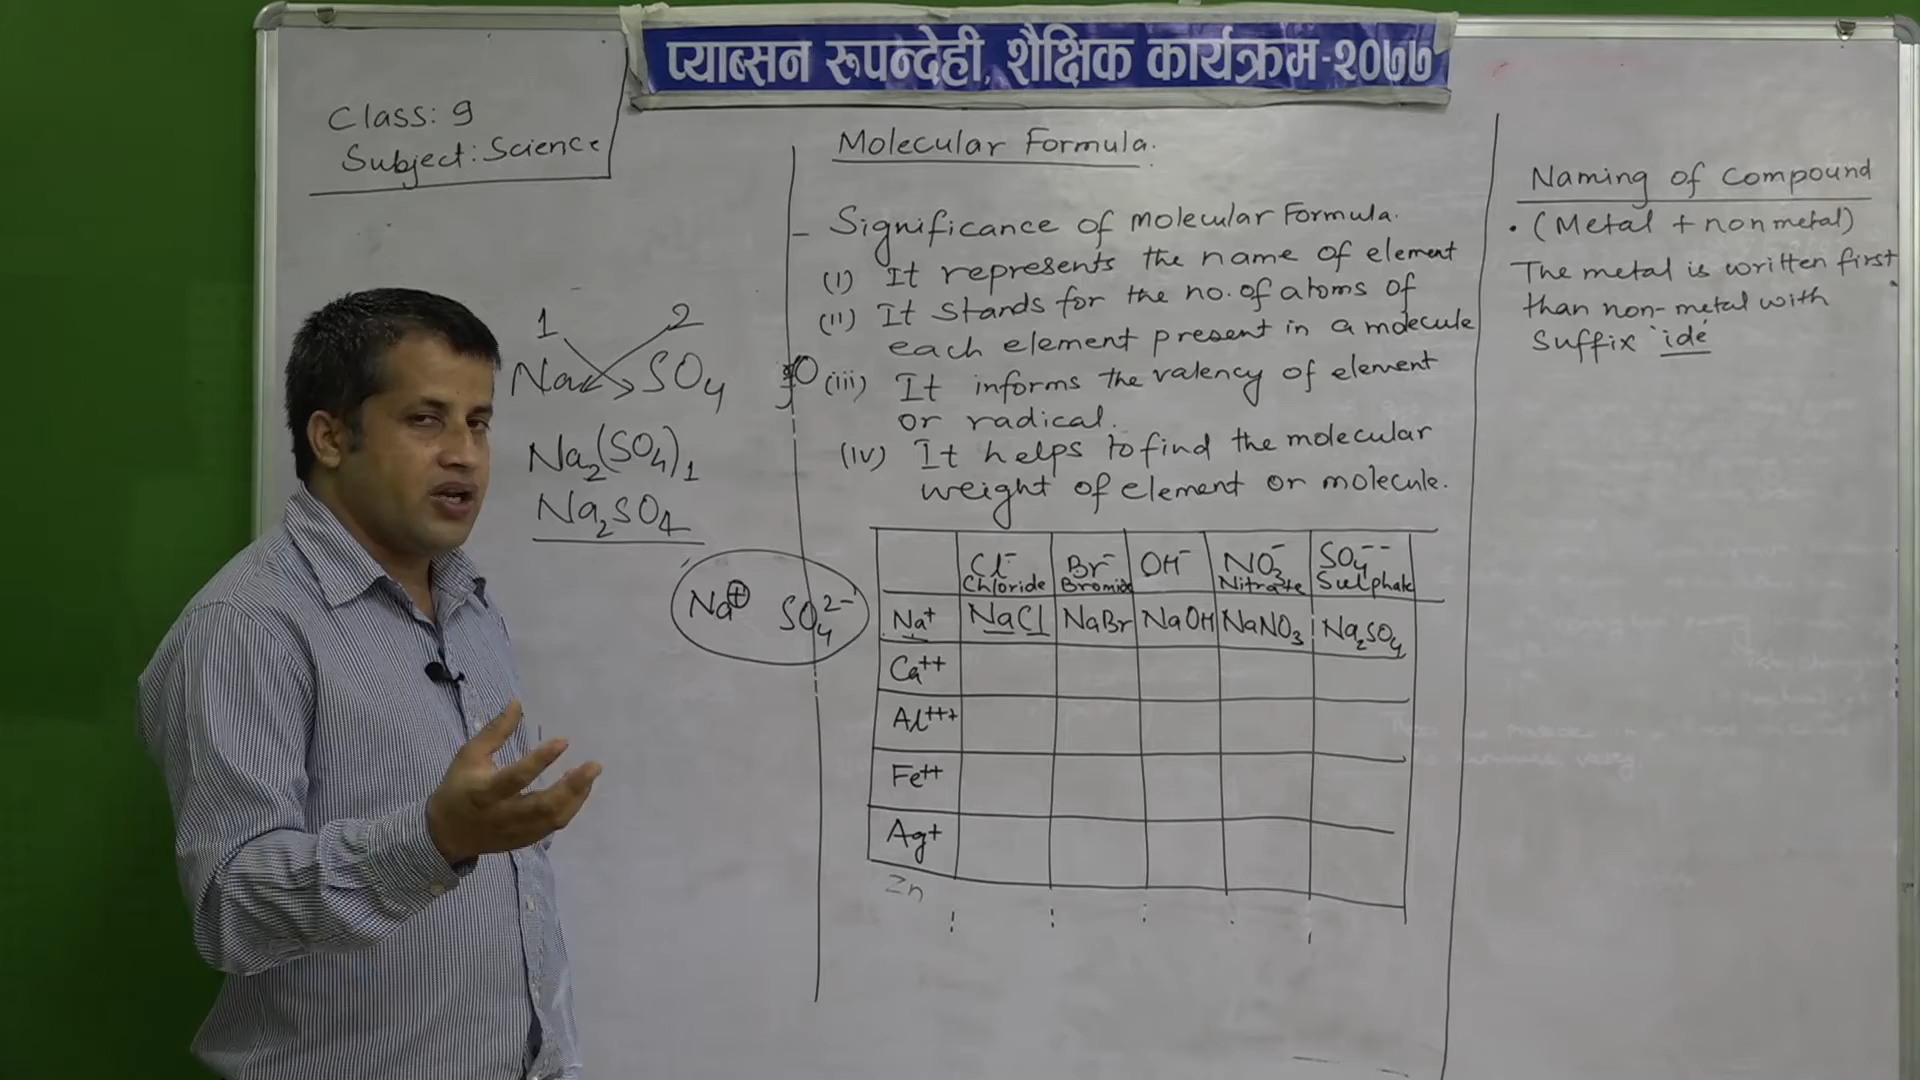 प्याब्सन रुपन्देही, शैक्षिक कार्यक्रम-२०७७
Class: 9
Subject: Science
1 2
Na SO4
Na2(SO4)1
Na2SO4
Na+ SO4 2-
Molecular Formula.
- Significance of molecular Formula.
(i) It represents the name of element
(ii) It stands for the no. of atoms of
each element present in a molecule
(iii) It informs the valency of element
or radical.
(iv) It helps to find the molecular
weight of element or molecule.
Cl- Br- OH- NO3- SO4--
Chloride Bromide Nitrate Sulphate
Na+ NaCl NaBr NaOH NaNO3 Na2SO4
Ca++
Al+++
Fe++
Ag+
Zn
Naming of Compound
• (Metal + nonmetal)
The metal is written first
than non-metal with
suffix 'ide'